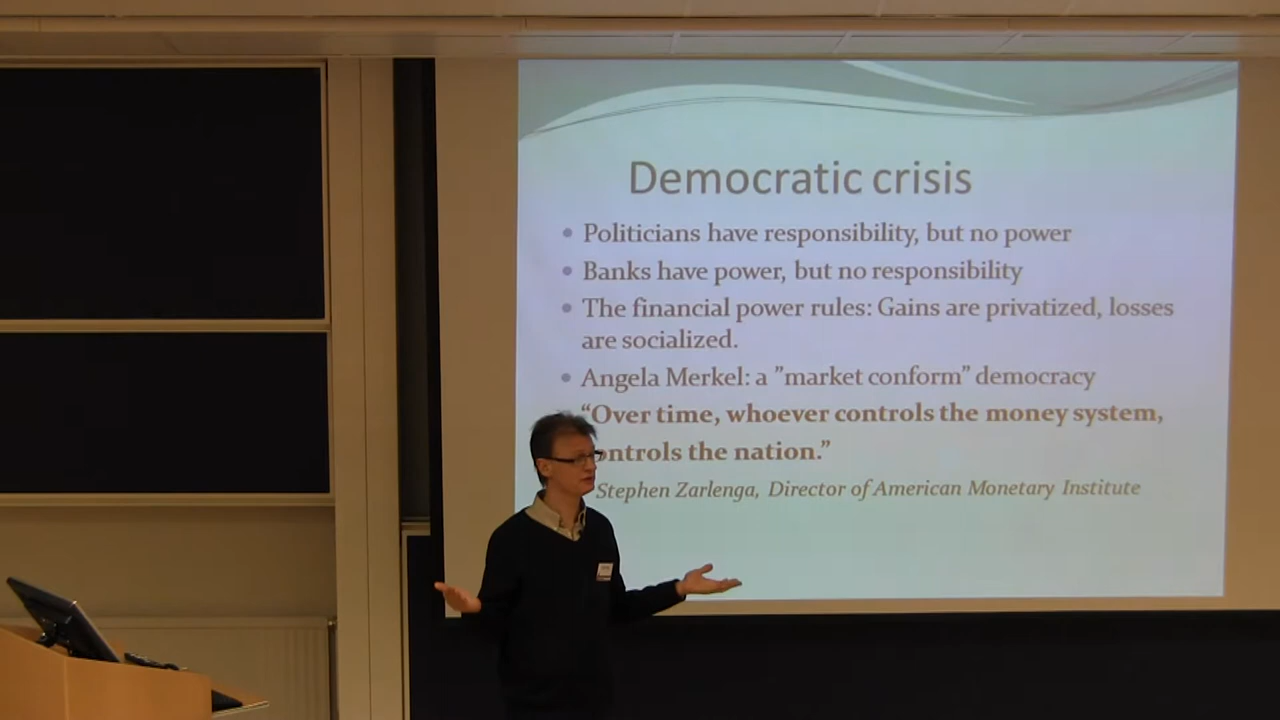 Democratic crisis
• Politicians have responsibility, but no power
• Banks have power, but no responsibility
• The financial power rules: Gains are privatized, losses
are socialized.
• Angela Merkel: a ”market conform” democracy
“Over time, whoever controls the money system,
ontrols the nation.”
Stephen Zarlenga, Director of American Monetary Institute